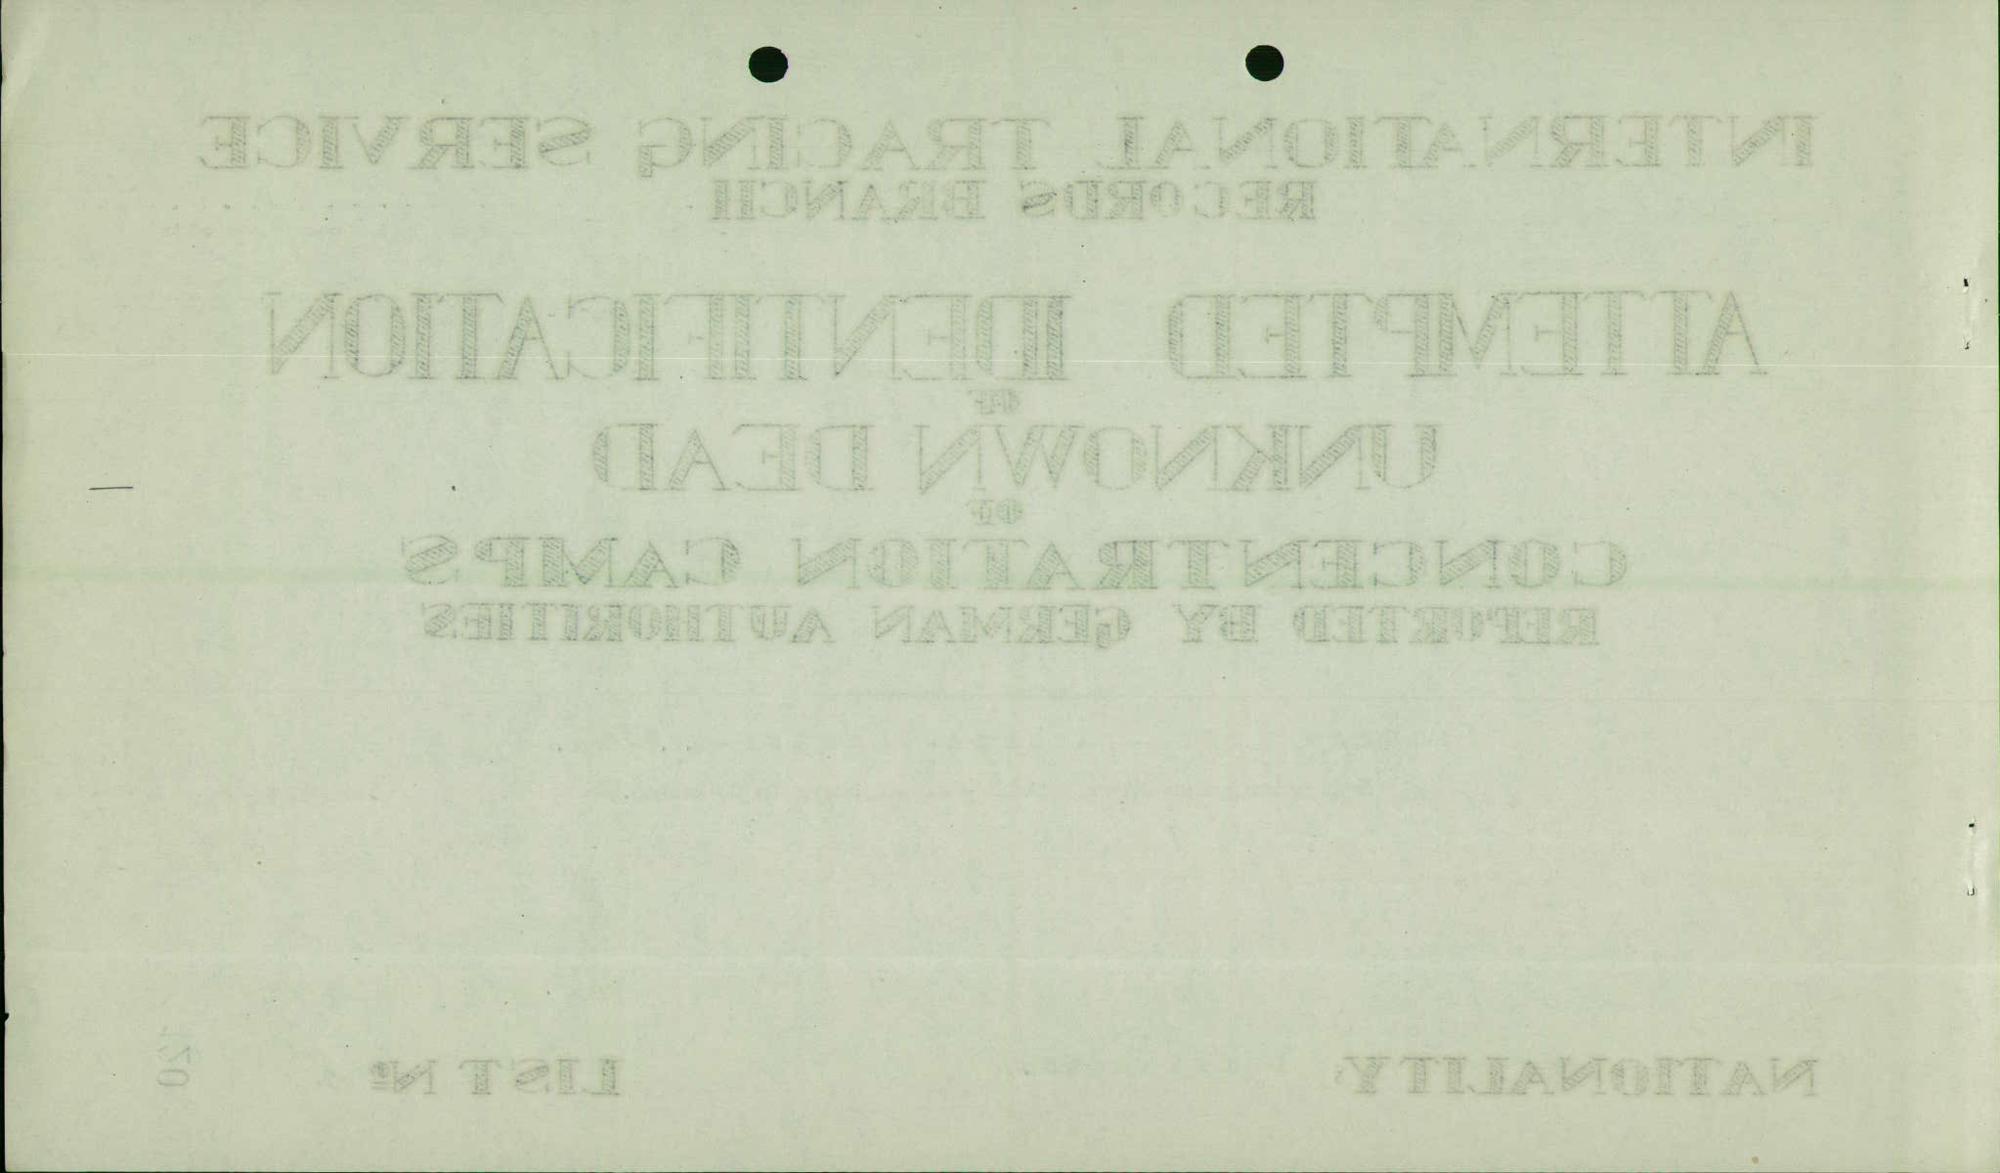 INTERNATIONAL TRACING SERVICE
RECORDS BRANCH
ATTEMPTED IDENTIFICATION
OF
UNKNOWN DEAD
OF
CONCENTRATION CAMPS
REPORTED BY GERMAN AUTHORITIES
NATIONALITY LIST Nº